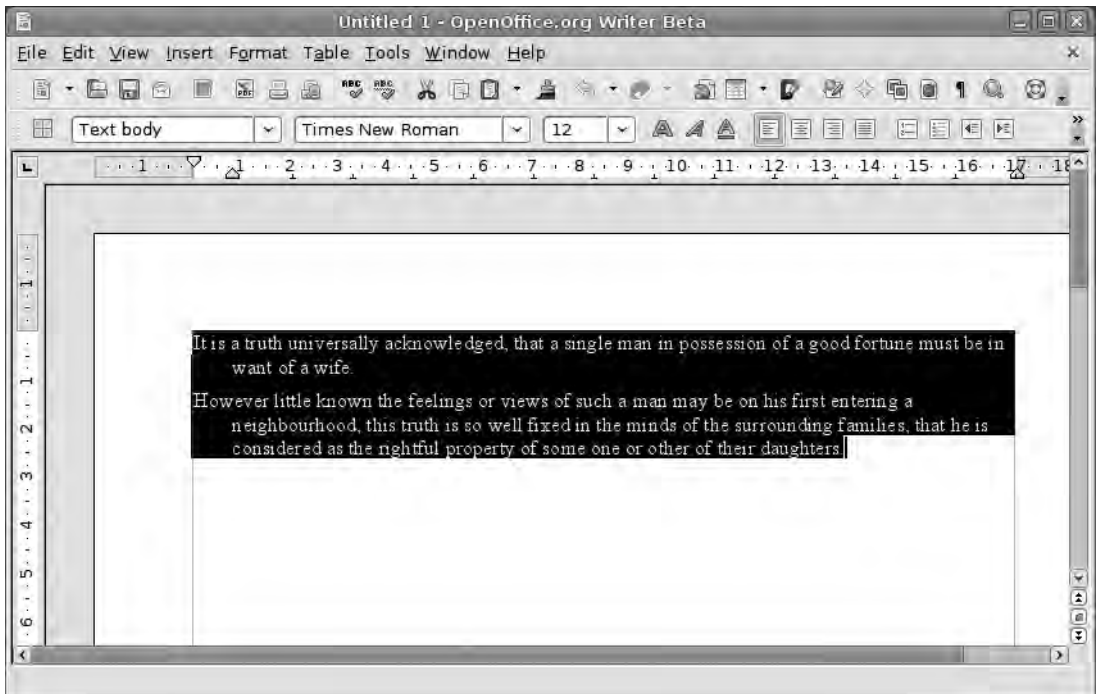 Untitled 1 - OpenOffice.org Writer Beta
File Edit View Insert Format Table Tools Window Help
Text body Times New Roman 12
1 1 2 3 4 5 6 7 8 9 10 11 12 13 14 15 16 17 18
It is a truth universally acknowledged, that a single man in possession of a good fortune must be in
want of a wife.
However little known the feelings or views of such a man may be on his first entering a
neighbourhood, this truth is so well fixed in the minds of the surrounding families, that he is
considered as the rightful property of some one or other of their daughters.
1
1
2
3
4
5
6